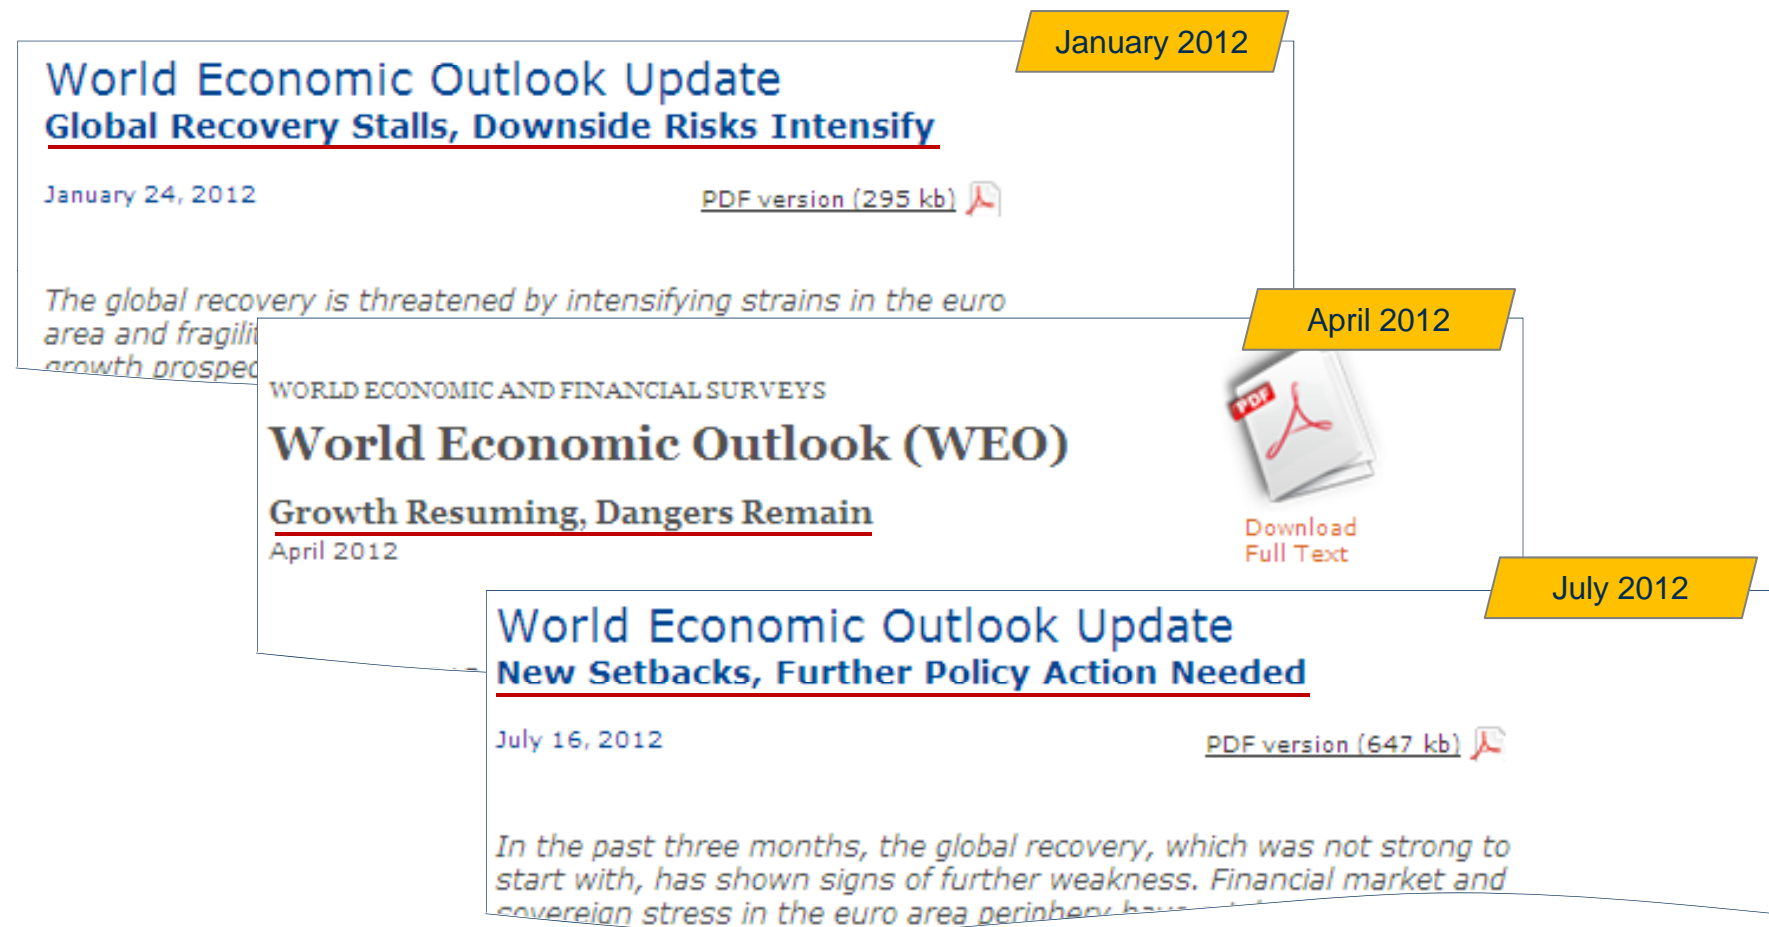 January 2012
World Economic Outlook Update
Global Recovery Stalls, Downside Risks Intensify
January 24, 2012
PDF version (295 kb)
The global recovery is threatened by intensifying strains in the euro
area and
growth
April 2012
WORLD ECONOMIC AND FINANCIAL SURVEYS
World Economic Outlook (WEO)
Growth Resuming, Dangers Remain
April 2012
PDF
Download
Full Text
July 2012
World Economic Outlook Update
New Setbacks, Further Policy Action Needed
July 16, 2012
PDF version (647 kb)
In the past three months, the global recovery, which was not strong to
start with, has shown signs of further weakness. Financial market and
sovereign stress in the euro area periphery have